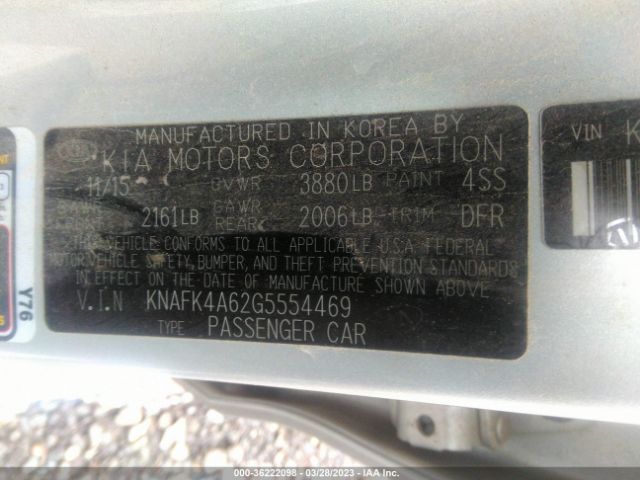 MANUFACTURED IN KOREA BY
KIA MOTORS CORPORATION
11/15 GVWR 3880LB PAINT 4SS
2161LB GAWR REAR 2006LB TRIM DFR
THIS VEHICLE CONFORMS TO ALL APPLICABLE U.S.A FEDERAL
MOTOR VEHICLE SAFETY, BUMPER, AND THEFT PREVENTION STANDARDS
IN EFFECT ON THE DATE OF MANUFACTURE SHOWN ABOVE.
V.I.N KNAFK4A62G5554469
TYPE PASSENGER CAR
VIN K
Y76
000-36222098 - 03/28/2023 - IAA Inc.